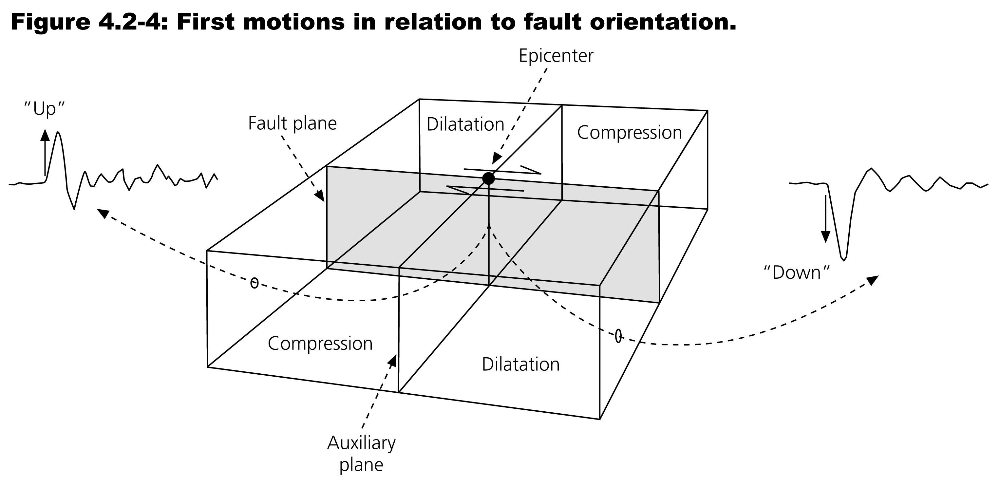 Figure 4.2-4: First motions in relation to fault orientation.
Epicenter
"Up"
Fault plane
Dilatation
Compression
"Down"
Compression
Dilatation
Auxiliary
plane